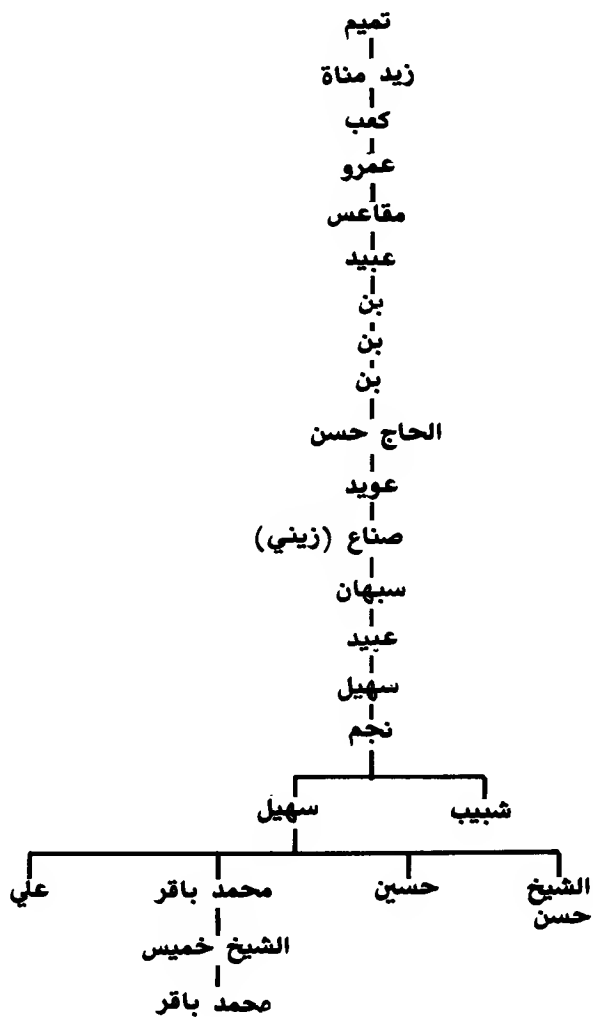 تميم
زيد مناة
كعب
عمرو
مقاعس
عبيد
بن
بن
بن
الحاج حسن
عويد
صناع (زيني)
سبهان
عبيد
سهيل
نجم
شبيب
سهيل
الشيخ حسن
حسين
محمد باقر
علي
الشيخ خميس
محمد باقر